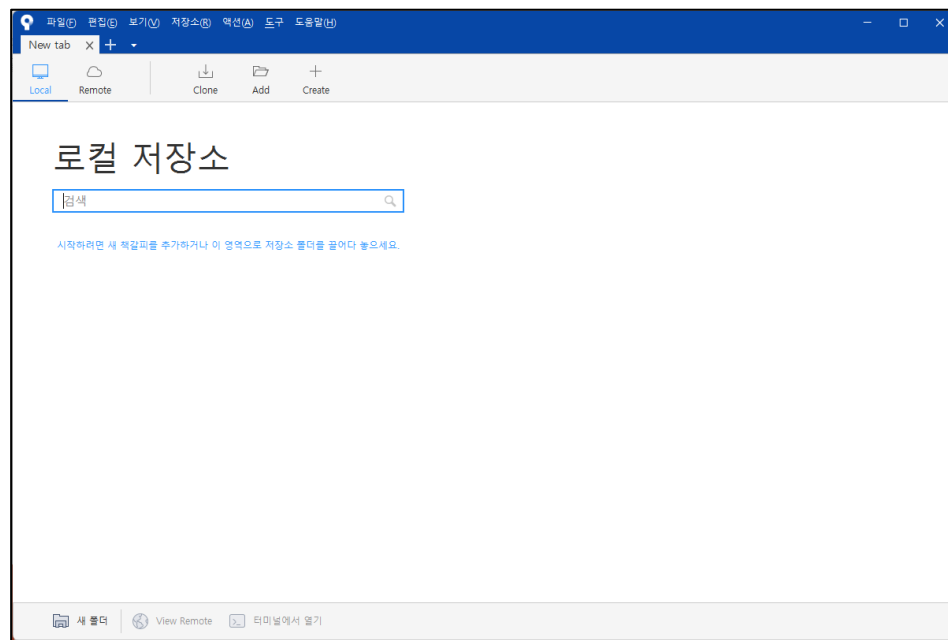 파일(F) 편집(E) 보기(V) 저장소(R) 액션(A) 도구 도움말(H)
New tab
Local Remote Clone Add Create
로컬 저장소
검색
시작하려면 새 책갈피를 추가하거나 이 영역으로 저장소 폴더를 끌어다 놓으세요.
새 폴더 View Remote 터미널에서 열기